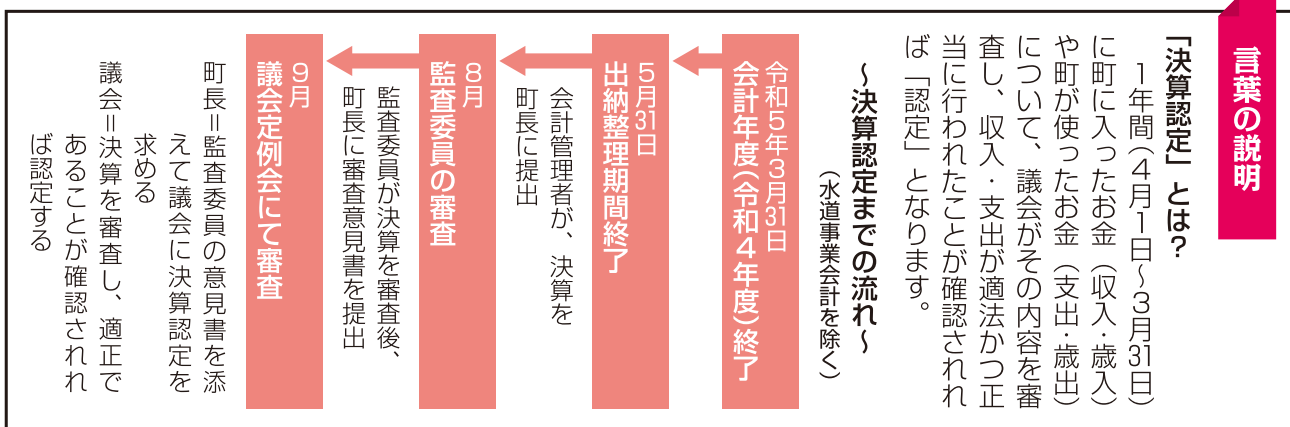 言葉の説明
「決算認定」とは？
１年間（４月１日～３月31日）
に町に入ったお金（収入・歳入）
や町が使ったお金（支出・歳出）
について、議会がその内容を審
査し、収入・支出が適法かつ正
当に行われたことが確認されれ
ば「認定」となります。
～決算認定までの流れ～
（水道事業会計を除く）
令和５年３月31日
会計年度（令和４年度）終了
５月31日
出納整理期間終了
会計管理者が、決算を
町長に提出
８月
監査委員の審査
監査委員が決算を審査後、
町長に審査意見書を提出
９月
議会定例会にて審査
町長＝監査委員の意見書を添
えて議会に決算認定を
求める
議会＝決算を審査し、適正で
あることが確認されれ
ば認定する